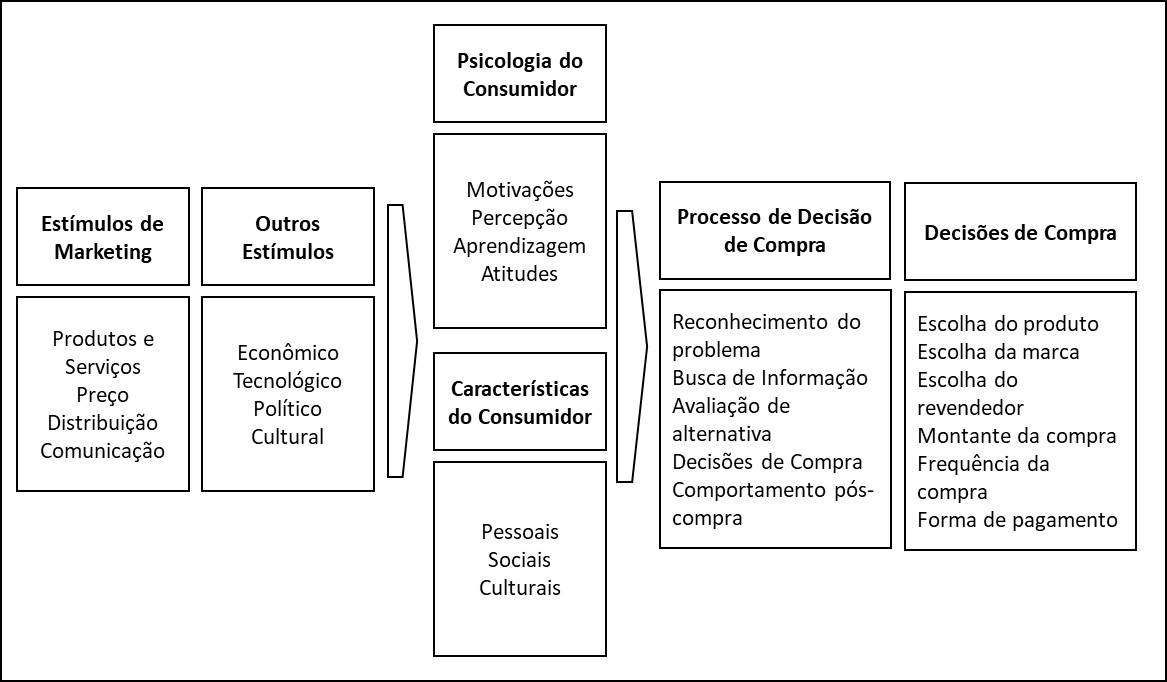 Estímulos de
Marketing
Produtos e
Serviços
Preço
Distribuição
Comunicação
Outros
Estímulos
Econômico
Tecnológico
Político
Cultural
Psicologia do
Consumidor
Motivações
Percepção
Aprendizagem
Atitudes
Características
do Consumidor
Pessoais
Sociais
Culturais
Processo de Decisão
de Compra
Reconhecimento do
problema
Busca de Informação
Avaliação de
alternativa
Decisões de Compra
Comportamento pós-
compra
Decisões de Compra
Escolha do produto
Escolha da marca
Escolha do
revendedor
Montante da compra
Frequência da
compra
Forma de pagamento